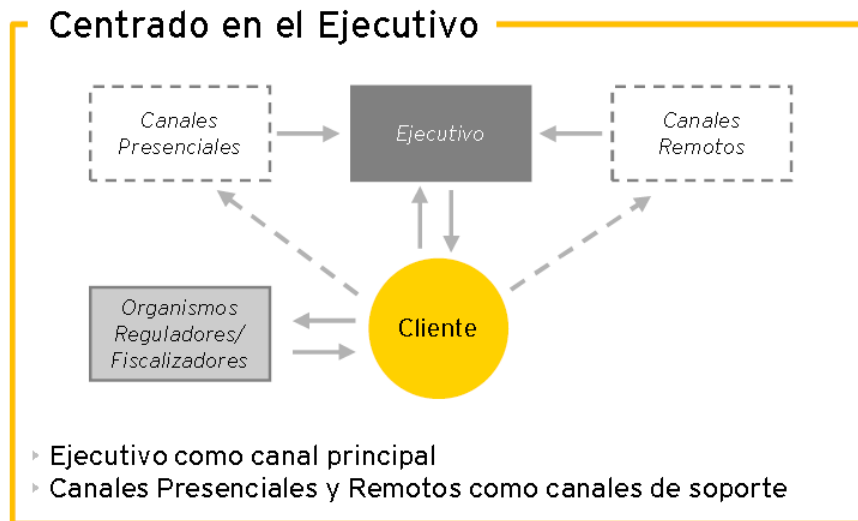 Centrado en el Ejecutivo
Canales
Presenciales
Ejecutivo
Canales
Remotos
Organismos
Reguladores/
Fiscalizadores
Cliente
Ejecutivo como canal principal
Canales Presenciales y Remotos como canales de soporte